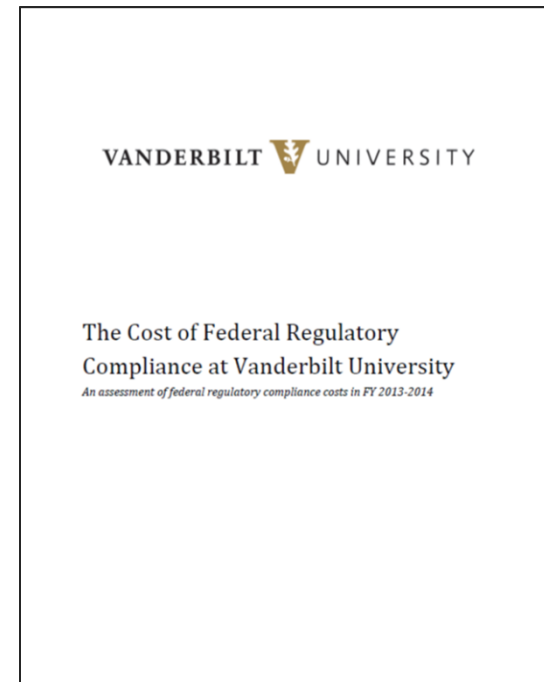 VANDERBILT V UNIVERSITY
The Cost of Federal Regulatory
Compliance at Vanderbilt University
An assessment of federal regulatory compliance costs in FY 2013-2014